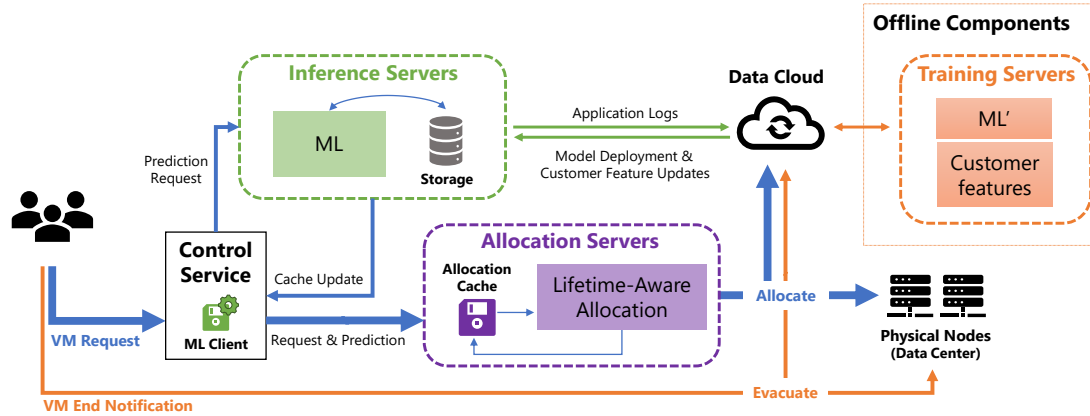 Offline Components
Inference Servers
Data Cloud
Training Servers
ML
Storage
Application Logs
Model Deployment &
Customer Feature Updates
ML’
Customer
features
Prediction
Request
Control
Service
ML Client
Cache Update
Allocation Servers
Allocation
Cache
Lifetime-Aware
Allocation
Allocate
VM Request
Request & Prediction
Physical Nodes
(Data Center)
VM End Notification
Evacuate